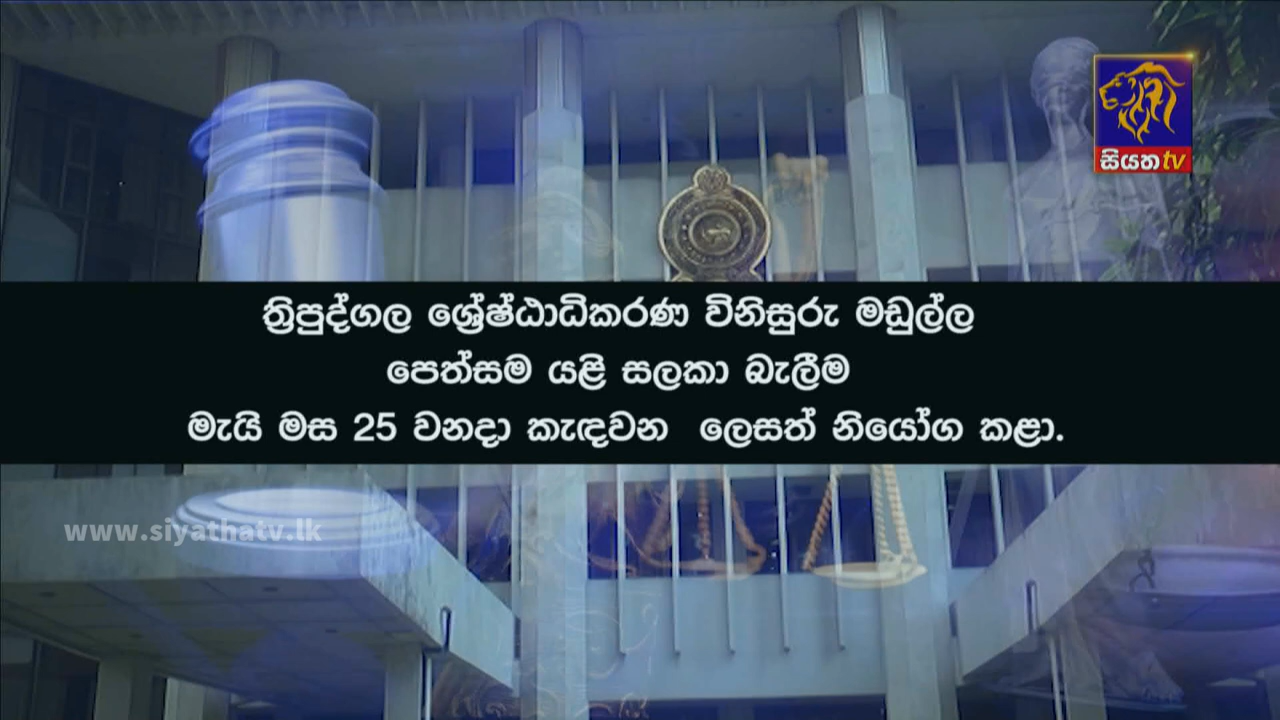 සියත tv
ත්‍රිපුද්ගල ශ්‍රේෂ්ඨාධිකරණ විනිසුරු මඩුල්ල
පෙත්සම යළි සලකා බැලීම
මැයි මස 25 වනදා කැඳවන ලෙසත් නියෝග කළා.
www.siyathatv.lk